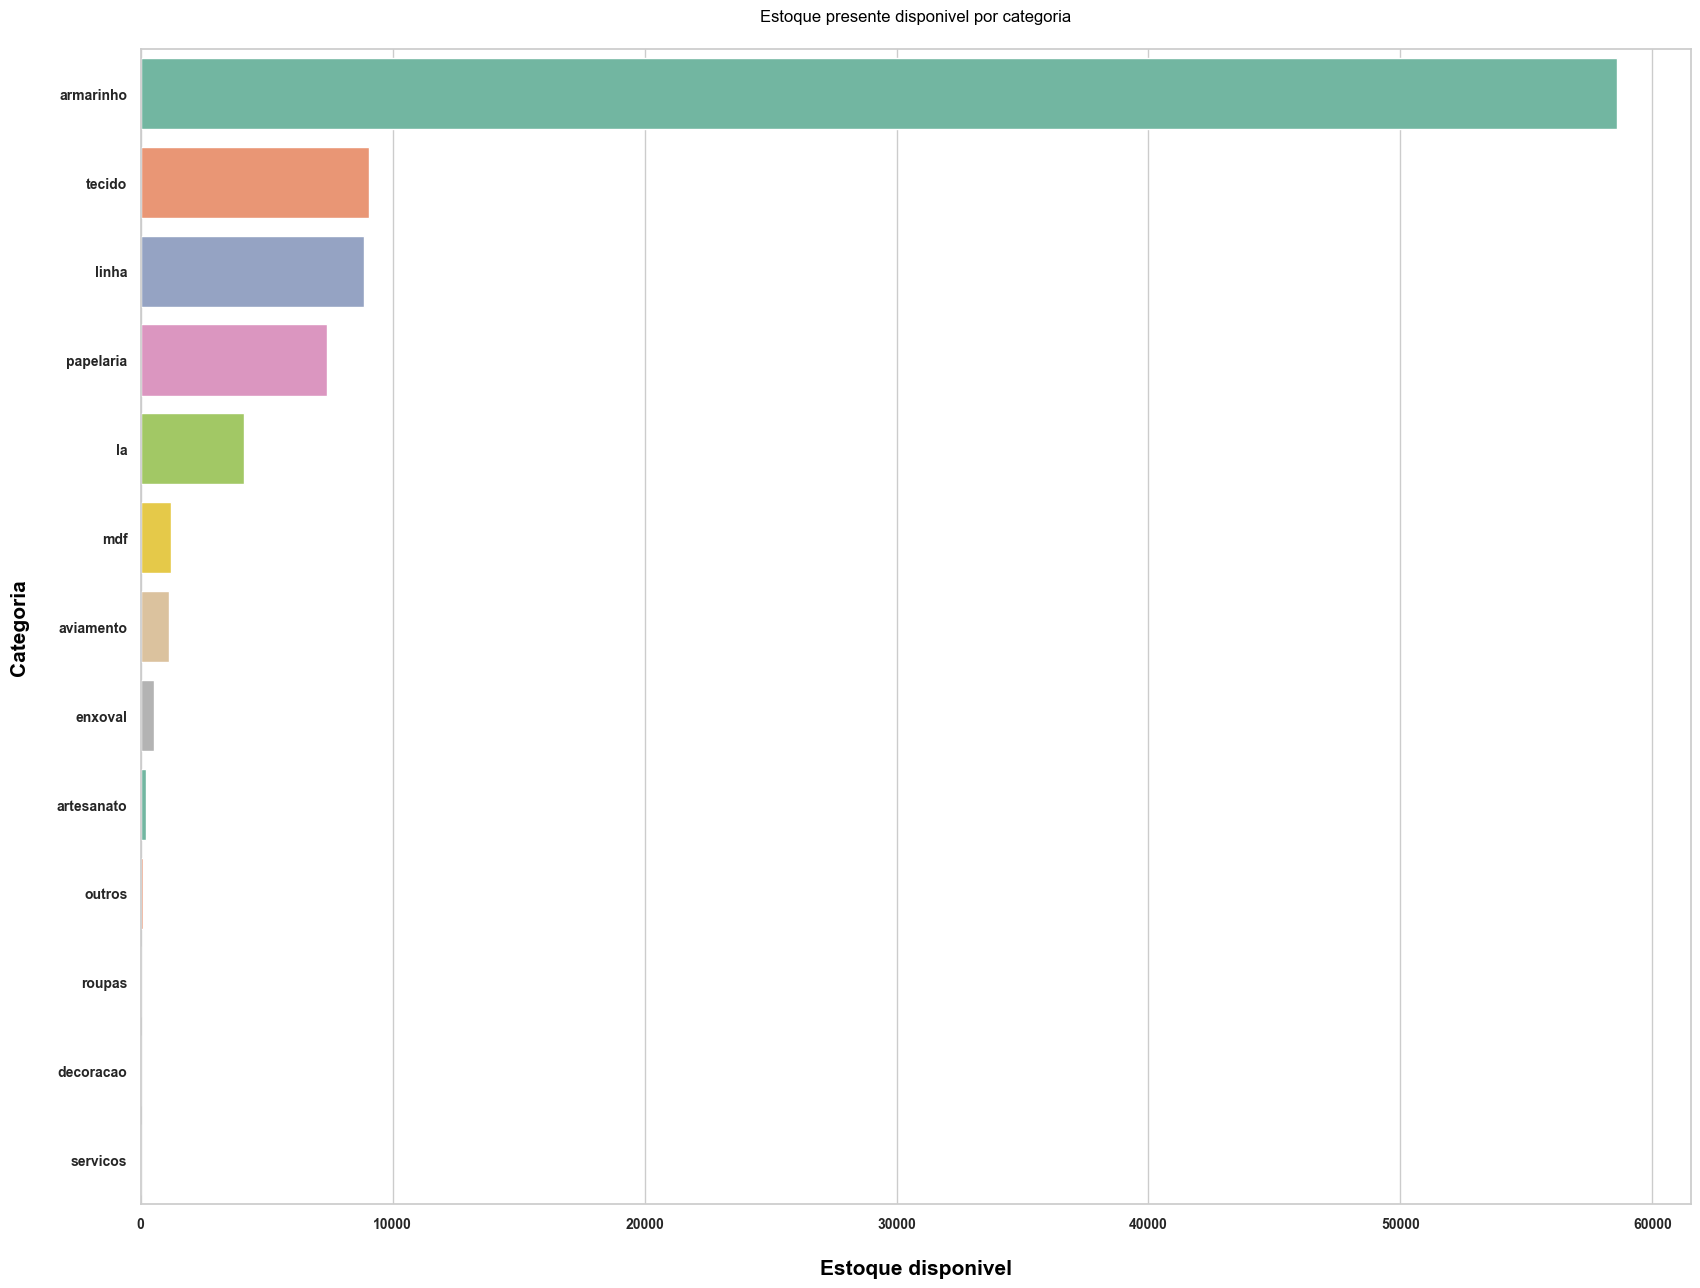 Estoque presente disponivel por categoria
armarinho
tecido
linha
papelaria
la
mdf
aviamento
enxoval
artesanato
outros
roupas
decoracao
servicos
Categoria
0 10000 20000 30000 40000 50000 60000
Estoque disponivel